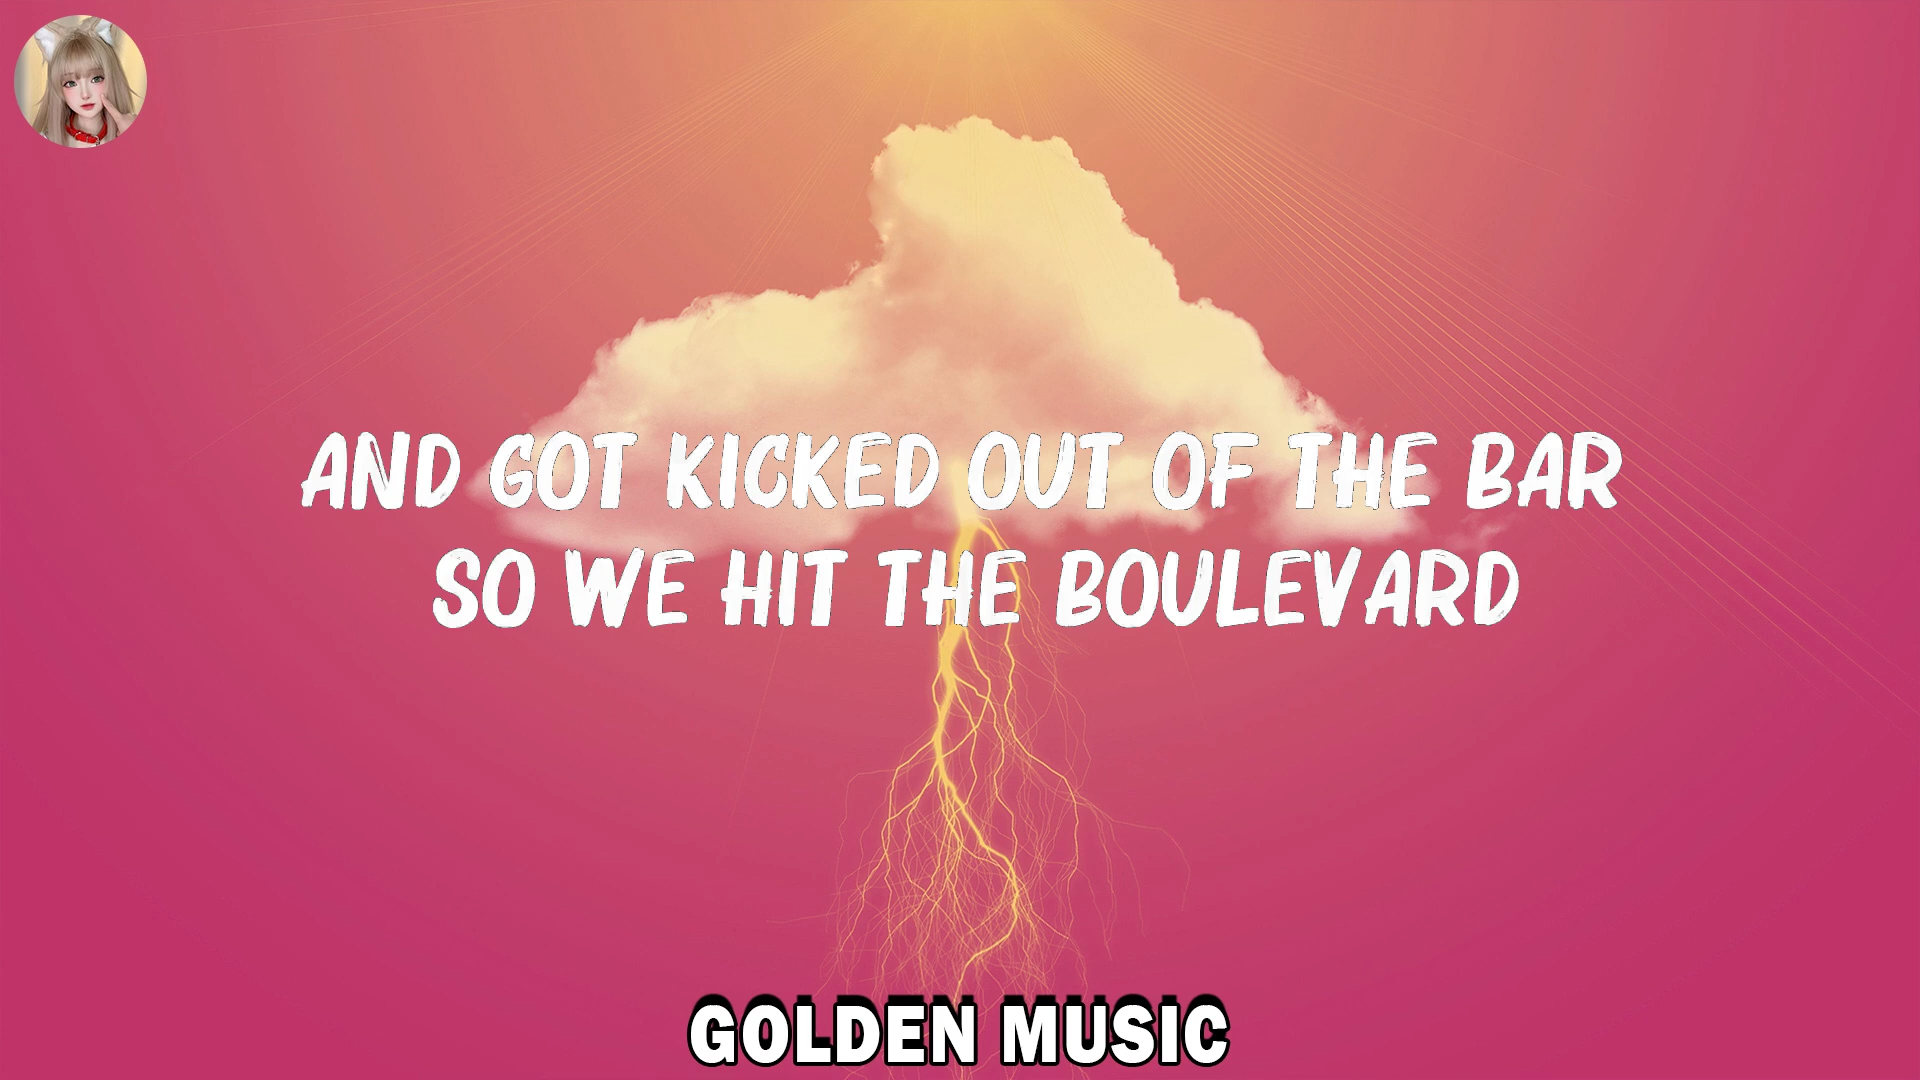 AND GOT KICKED OUT OF THE BAR
SO WE HIT THE BOULEVARD
GOLDEN MUSIC